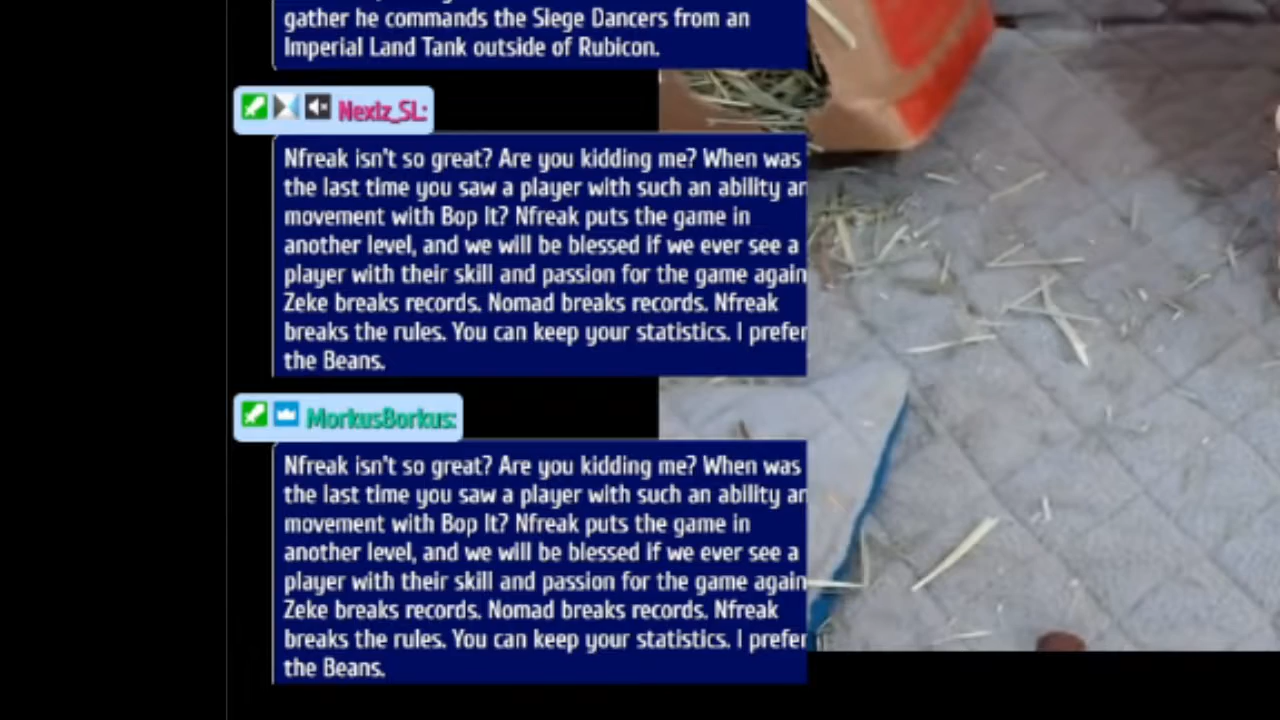 gather he commands the Siege Dancers from an
Imperial Land Tank outside of Rubicon.
Nexiz_SL:
Nfreak isn't so great? Are you kidding me? When was
the last time you saw a player with such an ability
movement with Bop It? Nfreak puts the game in
another level, and we will be blessed if we ever see a
player with their skill and passion for the game again
Zeke breaks records. Nomad breaks records. Nfreak
breaks the rules. You can keep your statistics. I prefer
the Beans.
MorkusBorkus:
Nfreak isn't so great? Are you kidding me? When was
the last time you saw a player with such an ability
movement with Bop It? Nfreak puts the game in
another level, and we will be blessed if we ever see a
player with their skill and passion for the game again
Zeke breaks records. Nomad breaks records. Nfreak
breaks the rules. You can keep your statistics. I prefer
the Beans.